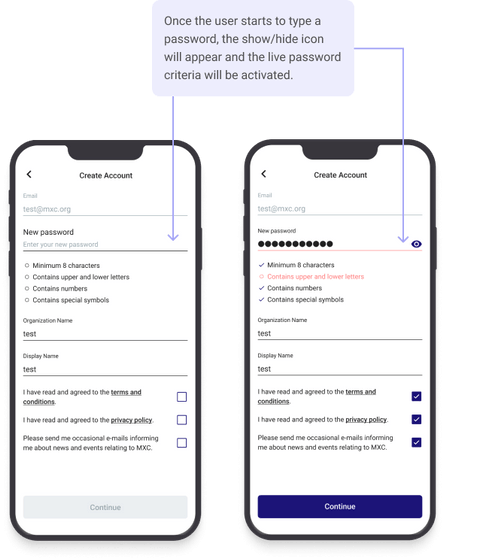 Once the user starts to type a
password, the show/hide icon
will appear and the live password
criteria will be activated.
Create Account
Email
test@mxc.org
New password
Enter your new password
Minimum 8 characters
Contains upper and lower letters
Contains numbers
Contains special symbols
Organization Name
test
Display Name
test
I have read and agreed to the terms and
conditions.
I have read and agreed to the privacy policy.
Please send me occasional e-mails informing
me about news and events relating to MXC.
Continue
Create Account
Email
test@mxc.org
New password
Minimum 8 characters
Contains upper and lower letters
Contains numbers
Contains special symbols
Organization Name
test
Display Name
test
I have read and agreed to the terms and
conditions.
I have read and agreed to the privacy policy.
Please send me occasional e-mails informing
me about news and events relating to MXC.
Continue